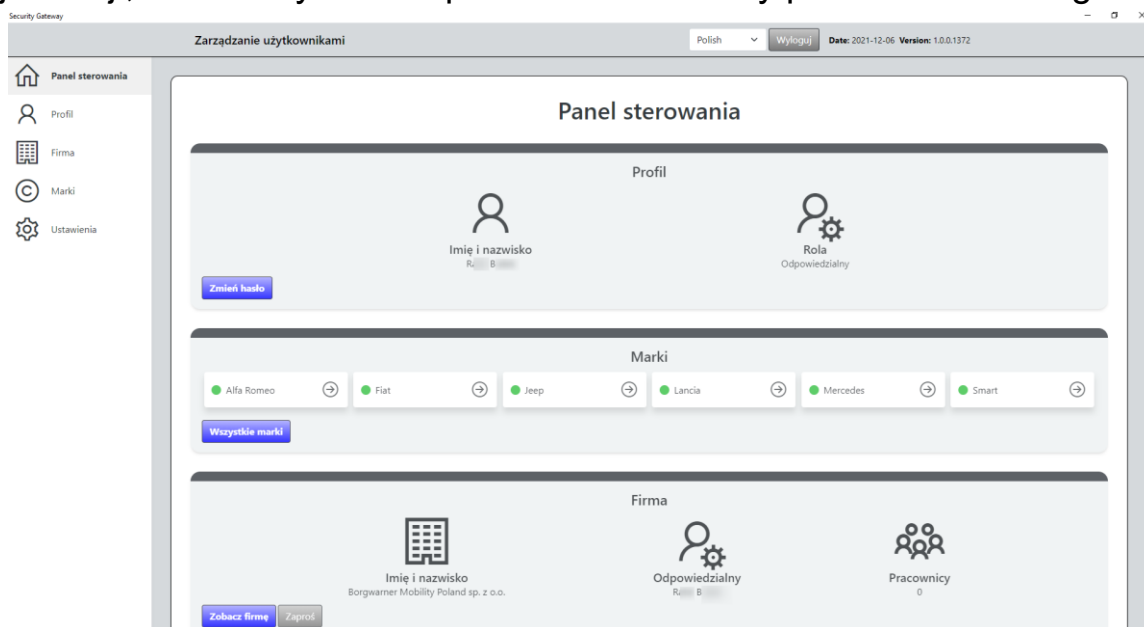 Security Gateway
Zarządzanie użytkownikami
Polish
Wyloguj
Date: 2021-12-06 Version: 1.0.0.1372
Panel sterowania
Profil
Firma
Marki
Ustawienia
Panel sterowania
Profil
Imię i nazwisko
Rola
Odpowiedzialny
Zmień hasło
Marki
Alfa Romeo
Fiat
Jeep
Lancia
Mercedes
Smart
Wszystkie marki
Firma
Imię i nazwisko
Borgwarner Mobility Poland sp. z o.o.
Odpowiedzialny
Pracownicy
0
Zobacz firmę
Zaproś